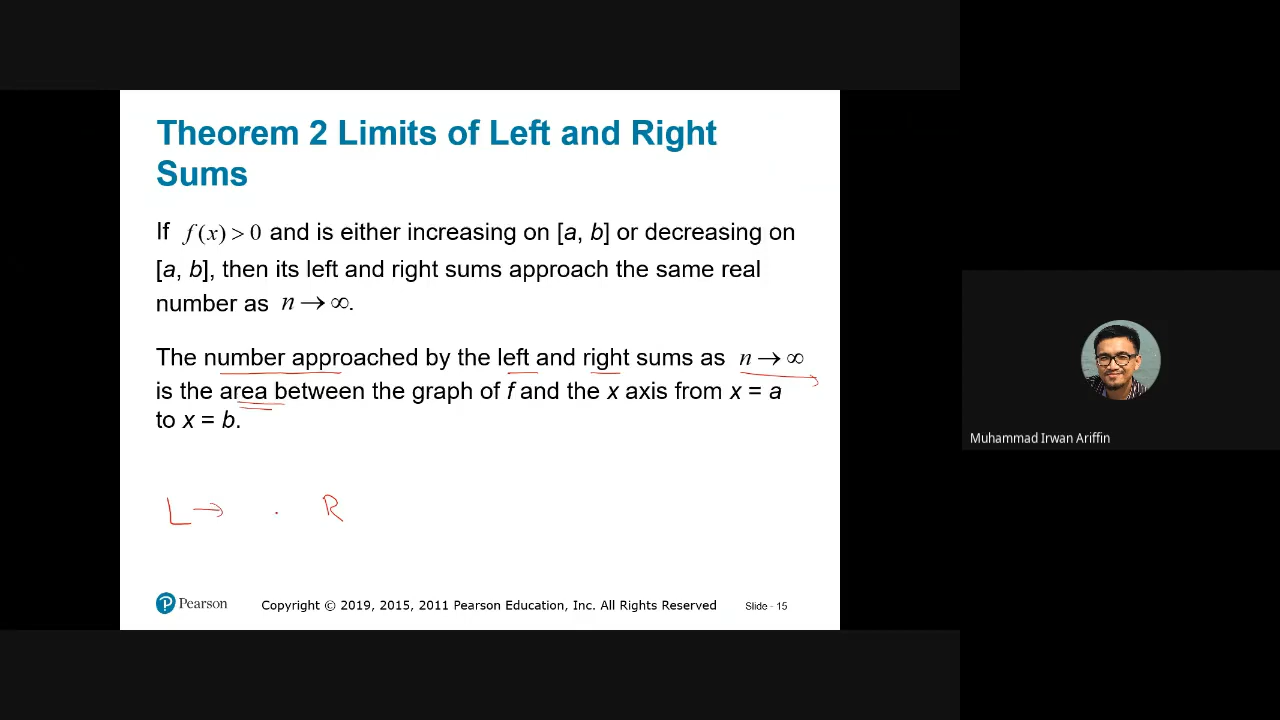 Theorem 2 Limits of Left and Right
Sums
If f(x) > 0 and is either increasing on [a, b] or decreasing on
[a, b], then its left and right sums approach the same real
number as n → ∞.
The number approached by the left and right sums as n → ∞
is the area between the graph of f and the x axis from x = a
to x = b.
L → . R
Pearson
Copyright © 2019, 2015, 2011 Pearson Education, Inc. All Rights Reserved
Slide - 15
Muhammad Irwan Ariffin